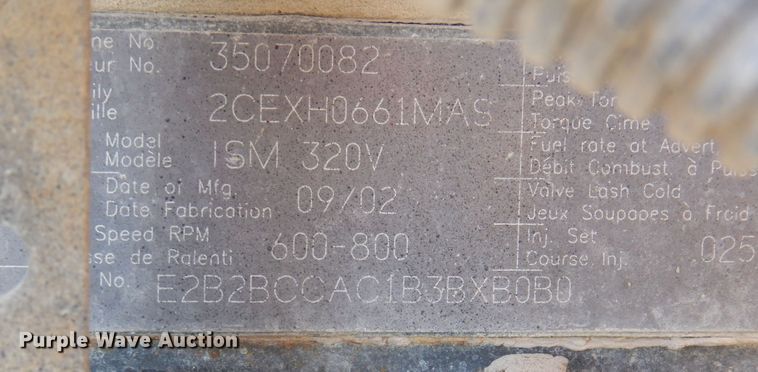 ne No. 35070082
ur No.
ily 2CEXH0661MAS
ille
Model ISM 320V
Modèle
Date of Mfg. 09/02
Date Fabrication
Speed RPM 600-800
sse de Ralenti
No. E2B2BCCAC1B3BXB0B0
Puis
Peak Tor
Torque Cime
Fuel rate at Advert
Débit Combust. à Puis
Valve Lash Cold
Jeux Soupapes à Froid
Inj. Set 025
Course Inj.
Purple Wave Auction